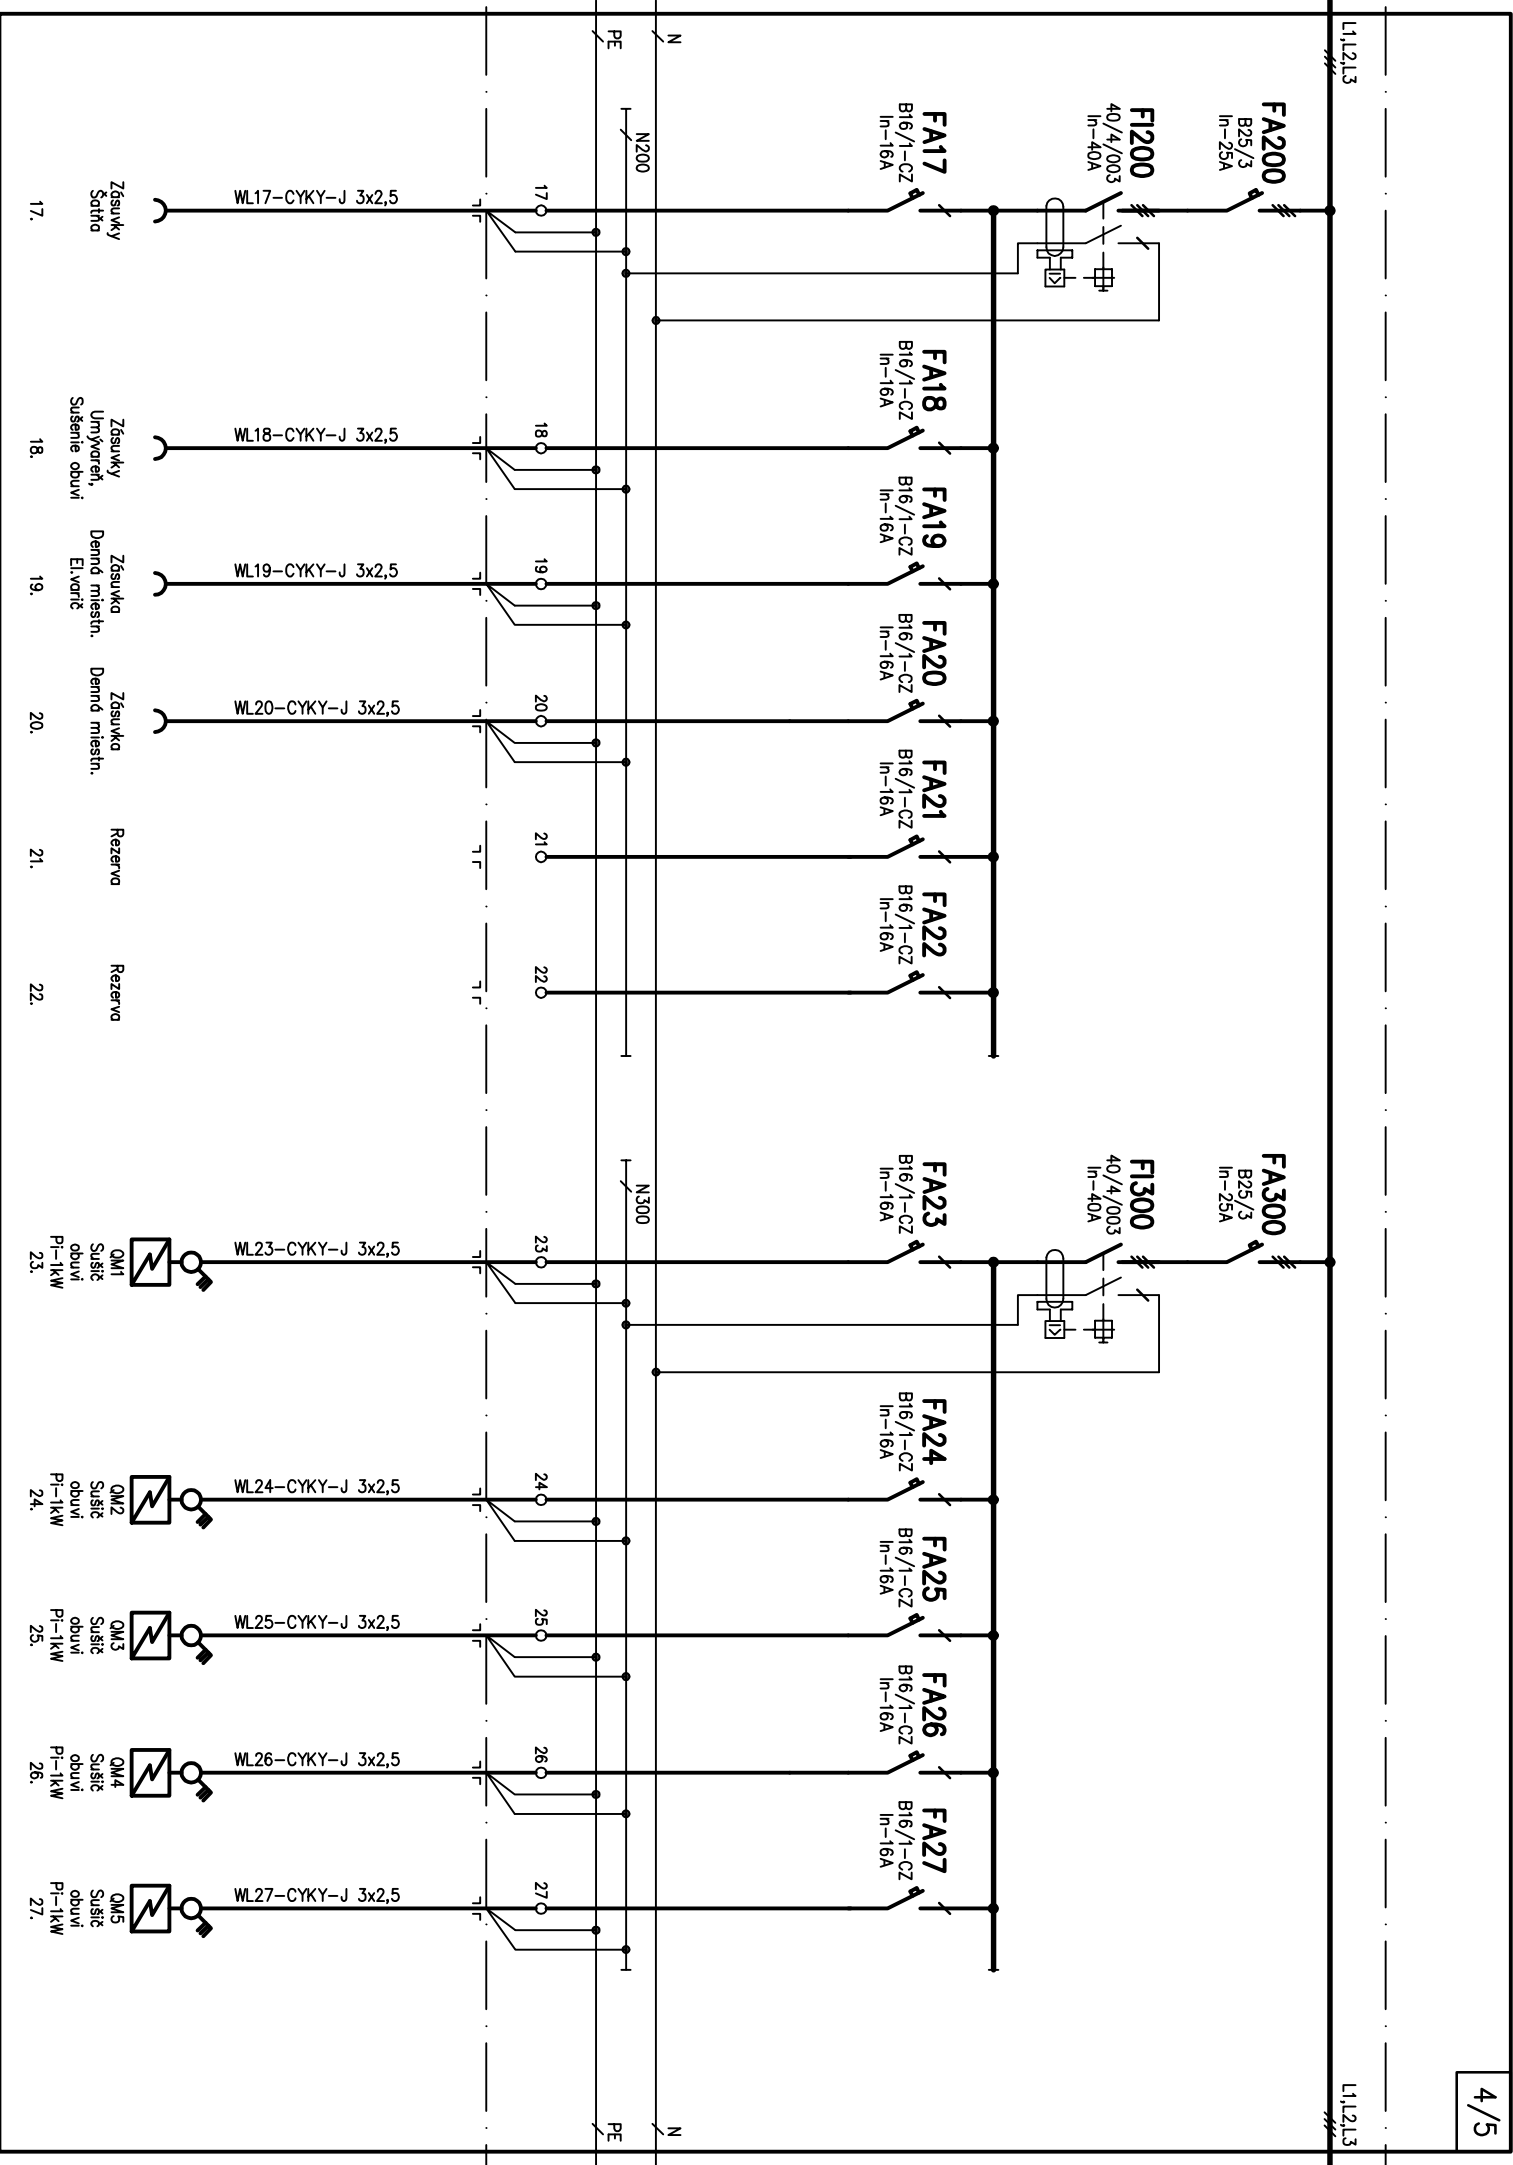 4/5
L1,L2,L3
L1,L2,L3
FA200
B25/3
In-25A
FA300
B25/3
In-25A
FI200
40/4/003
In-40A
FI300
40/4/003
In-40A
FA17
B16/1-CZ
In-16A
FA18
B16/1-CZ
In-16A
FA19
B16/1-CZ
In-16A
FA20
B16/1-CZ
In-16A
FA21
B16/1-CZ
In-16A
FA22
B16/1-CZ
In-16A
FA23
B16/1-CZ
In-16A
FA24
B16/1-CZ
In-16A
FA25
B16/1-CZ
In-16A
FA26
B16/1-CZ
In-16A
FA27
B16/1-CZ
In-16A
N
N
N200
N300
PE
PE
17
18
19
20
21
22
23
24
25
26
27
WL17-CYKY-J 3x2,5
WL18-CYKY-J 3x2,5
WL19-CYKY-J 3x2,5
WL20-CYKY-J 3x2,5
WL23-CYKY-J 3x2,5
WL24-CYKY-J 3x2,5
WL25-CYKY-J 3x2,5
WL26-CYKY-J 3x2,5
WL27-CYKY-J 3x2,5
Zásuvky
Šatňa
17.
Zásuvky
Umýváreň,
Sušenie obuvi
18.
Zásuvka
Denná miestn.
El.varič
19.
Zásuvka
Denná miestn.
20.
Rezerva
21.
Rezerva
22.
QM1
Sušič
obuvi
Pi-1kW
23.
QM2
Sušič
obuvi
Pi-1kW
24.
QM3
Sušič
obuvi
Pi-1kW
25.
QM4
Sušič
obuvi
Pi-1kW
26.
QM5
Sušič
obuvi
Pi-1kW
27.